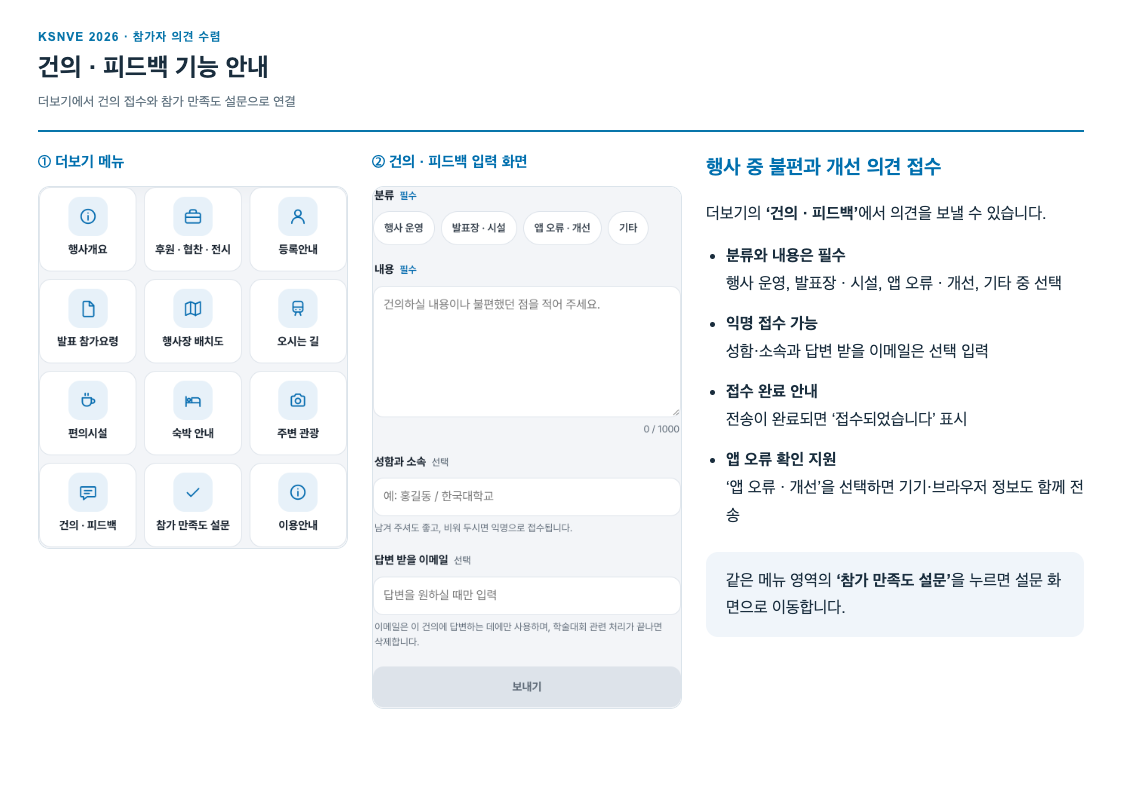 KSNVE 2026 · 참가자 의견 수렴
건의 · 피드백 기능 안내
더보기에서 건의 접수와 참가 만족도 설문으로 연결
① 더보기 메뉴
행사개요
후원 · 협찬 · 전시
등록안내
발표 참가요령
행사장 배치도
오시는 길
편의시설
숙박 안내
주변 관광
건의 · 피드백
참가 만족도 설문
이용안내
② 건의 · 피드백 입력 화면
분류 필수
행사 운영
발표장 · 시설
앱 오류 · 개선
기타
내용 필수
건의하실 내용이나 불편했던 점을 적어 주세요.
0 / 1000
성함과 소속 선택
예: 홍길동 / 한국대학교
남겨 주셔도 좋고, 비워 두시면 익명으로 접수됩니다.
답변 받을 이메일 선택
답변을 원하실 때만 입력
이메일은 이 건의에 답변하는 데에만 사용하며, 학술대회 관련 처리가 끝나면
삭제합니다.
보내기
행사 중 불편과 개선 의견 접수
더보기의 ‘건의 · 피드백’에서 의견을 보낼 수 있습니다.
• 분류와 내용은 필수
행사 운영, 발표장 · 시설, 앱 오류 · 개선, 기타 중 선택
• 익명 접수 가능
성함·소속과 답변 받을 이메일은 선택 입력
• 접수 완료 안내
전송이 완료되면 ‘접수되었습니다’ 표시
• 앱 오류 확인 지원
‘앱 오류 · 개선’을 선택하면 기기·브라우저 정보도 함께 전
송
같은 메뉴 영역의 ‘참가 만족도 설문’을 누르면 설문 화
면으로 이동합니다.